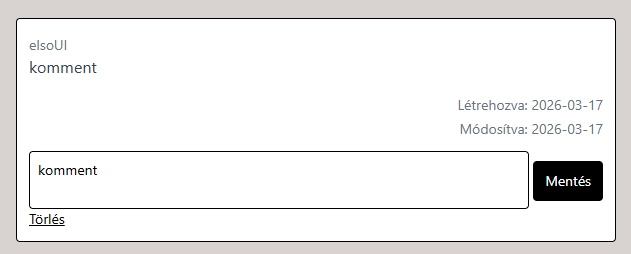 elsoUI
komment
Létrehozva: 2026-03-17
Módosítva: 2026-03-17
komment
Mentés
Törlés